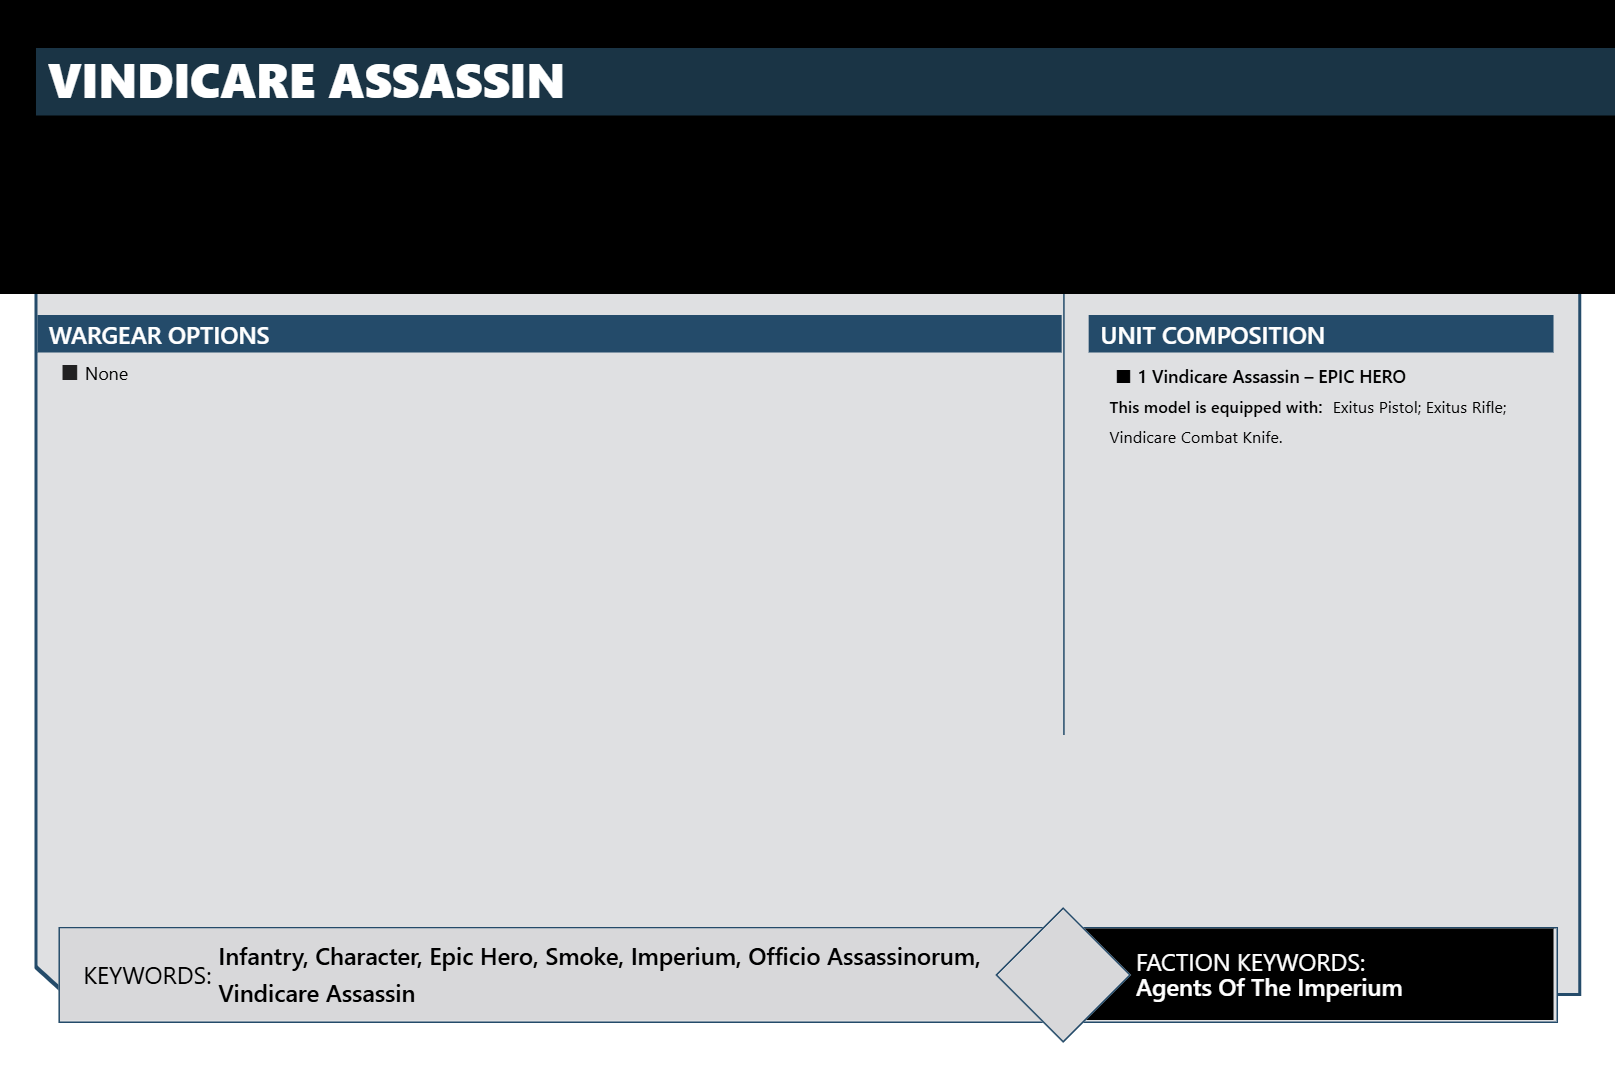 VINDICARE ASSASSIN
WARGEAR OPTIONS
■ None
UNIT COMPOSITION
■ 1 Vindicare Assassin – EPIC HERO
This model is equipped with: Exitus Pistol; Exitus Rifle;
Vindicare Combat Knife.
KEYWORDS:
Infantry, Character, Epic Hero, Smoke, Imperium, Officio Assassinorum,
Vindicare Assassin
FACTION KEYWORDS:
Agents Of The Imperium